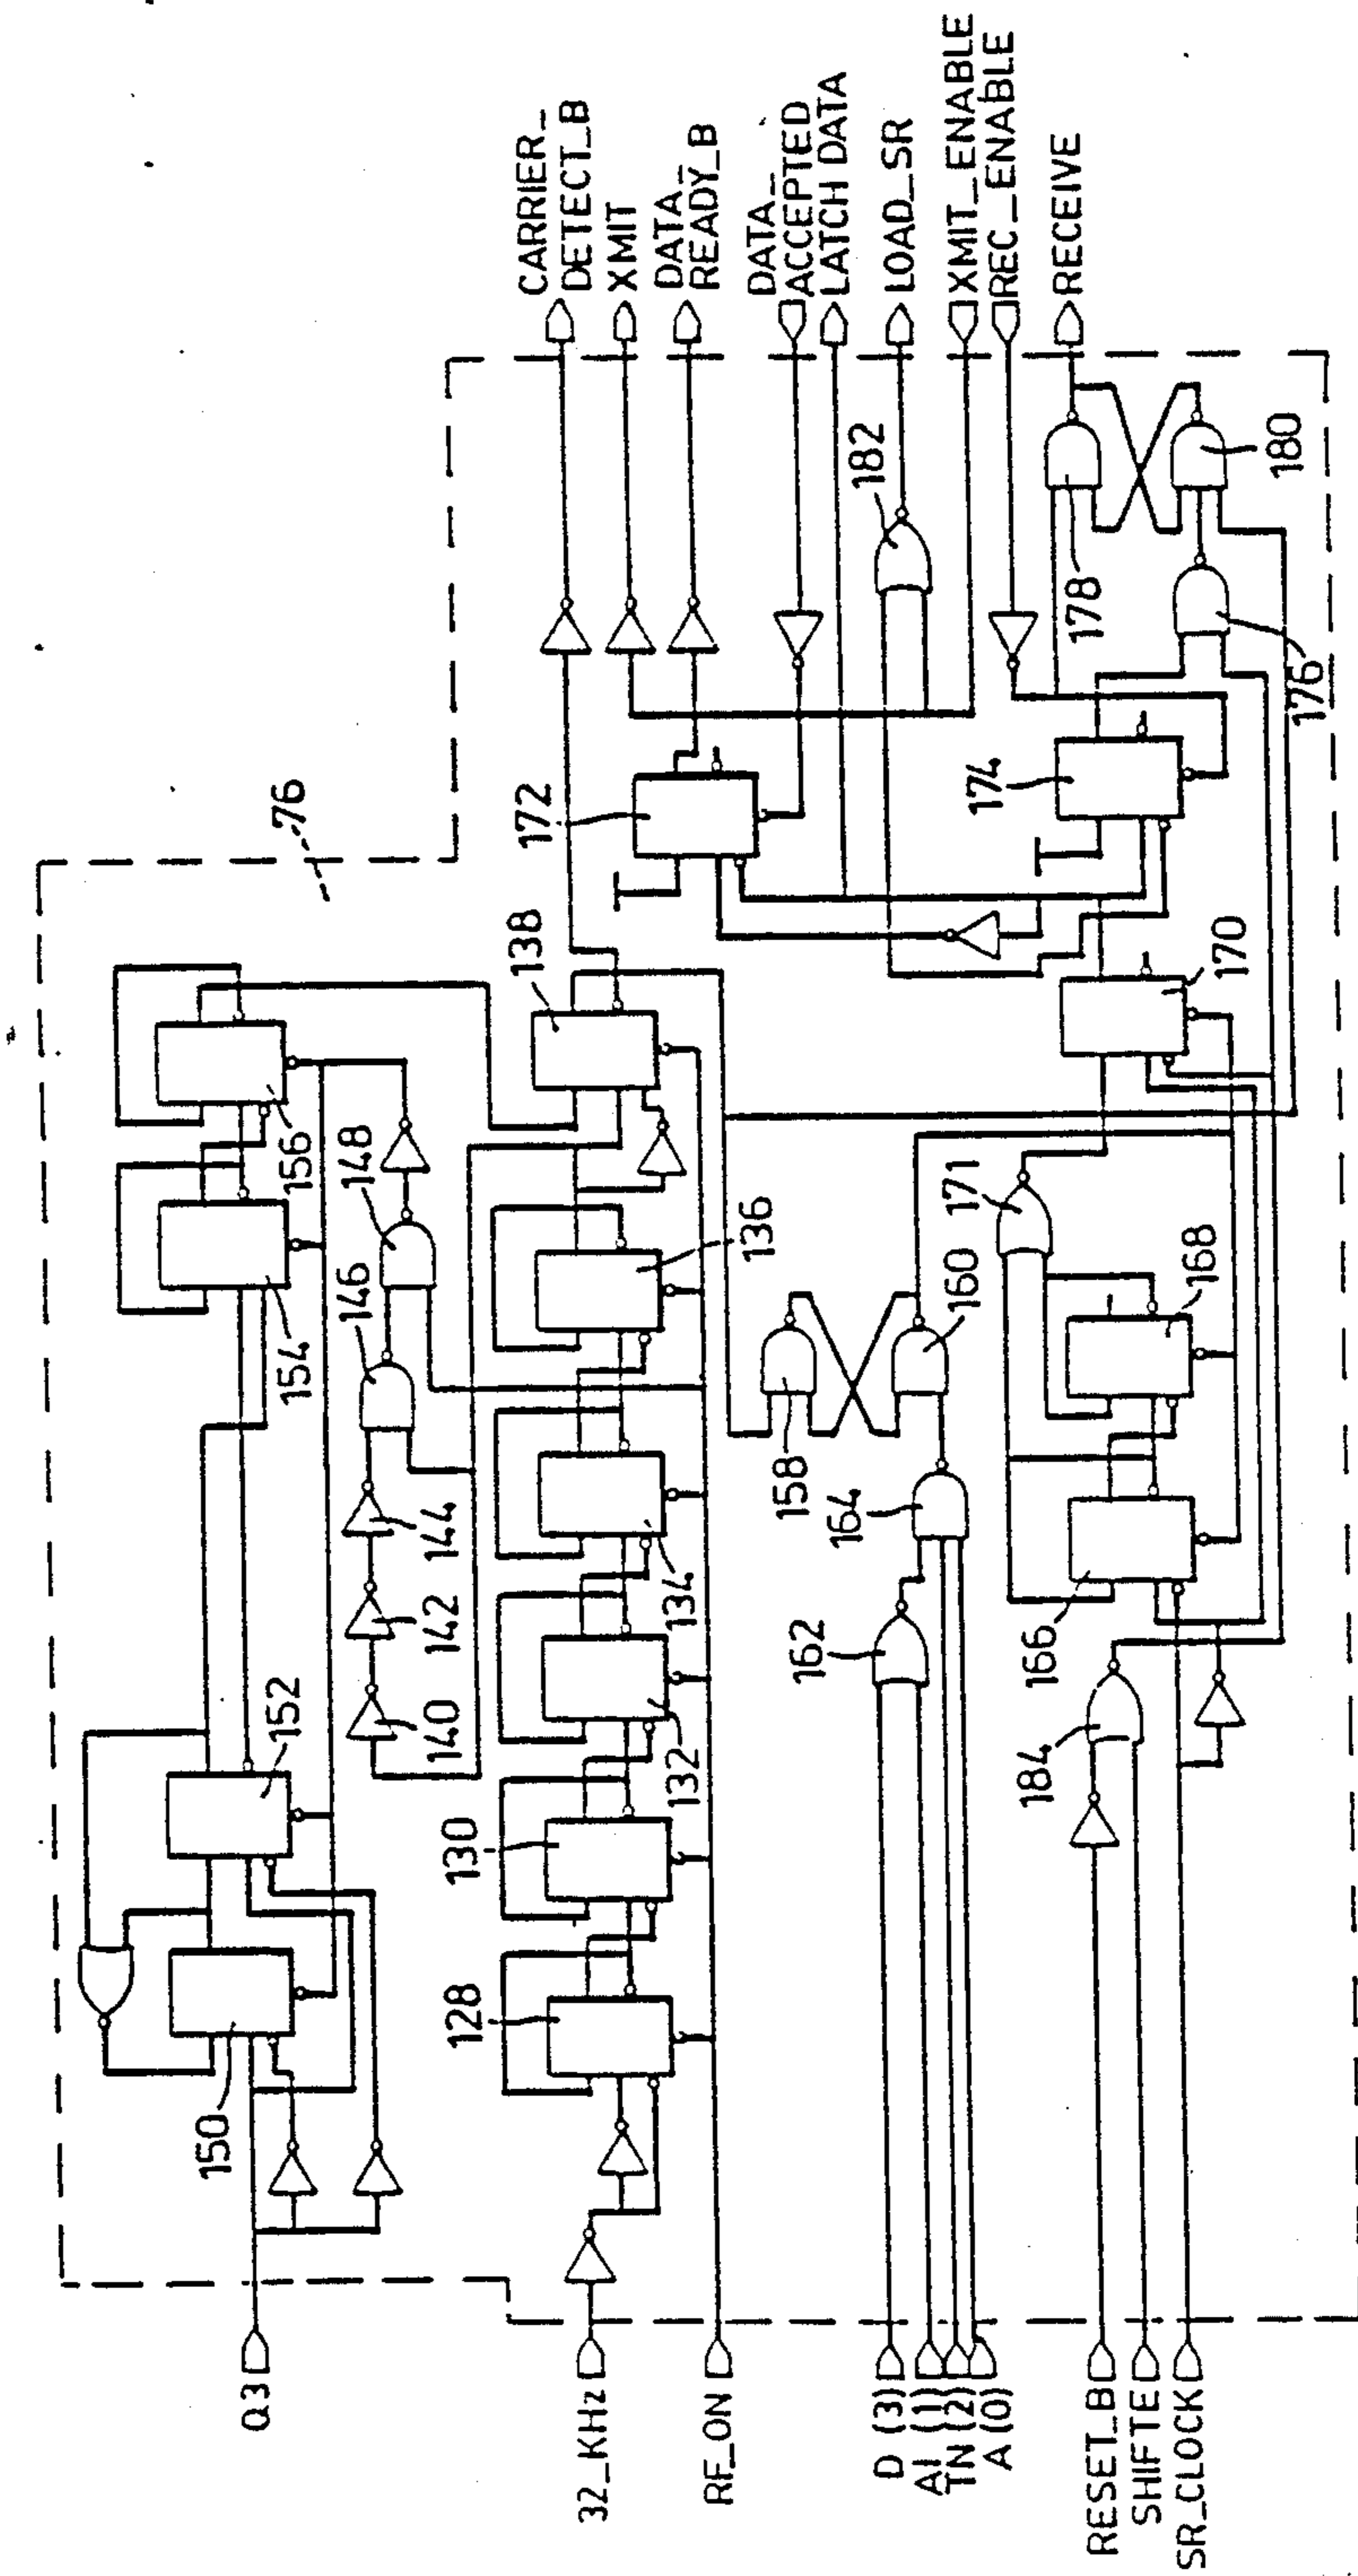 CARRIER_
DETECT_B
XMIT
DATA_
READY_B
DATA_
ACCEPTED
LATCH DATA
LOAD_SR
XMIT_ENABLE
REC_ENABLE
RECEIVE
76
172
182
178
180
176
174
138
170
156
148
171
136
168
154
146
160
158
144
164
134
142
162
166
152
140
132
184
130
128
150
Q3
32_KHz
RF_ON
D (3)
AI (1)
TN (2)
A (0)
RESET_B
SHIFTE
SR_CLOCK